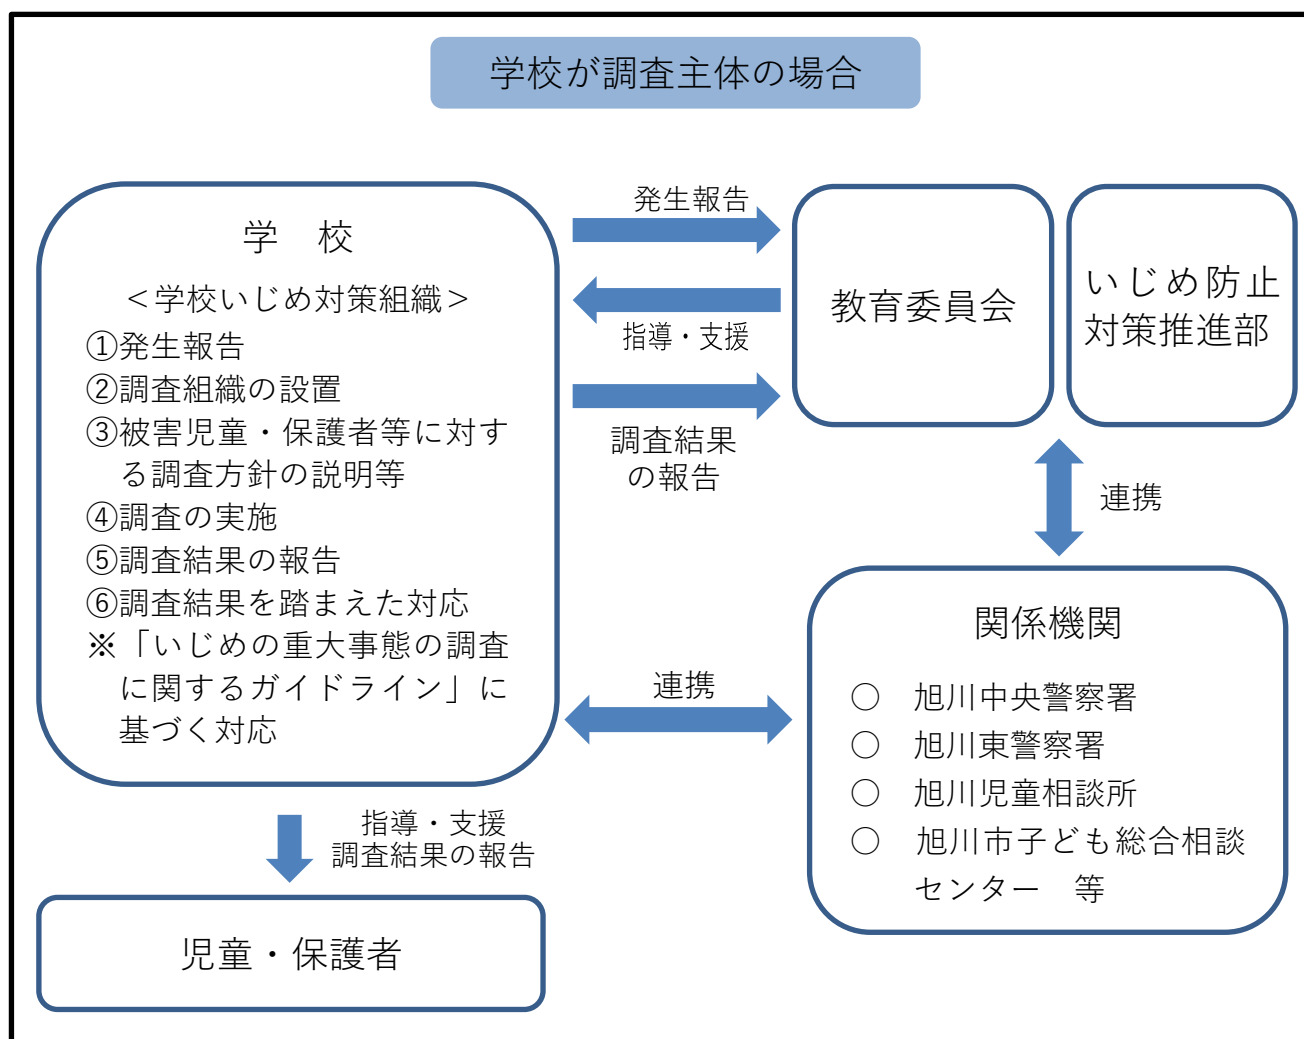 学校が調査主体の場合
学　校
＜学校いじめ対策組織＞
①発生報告
②調査組織の設置
③被害児童・保護者等に対す
る調査方針の説明等
④調査の実施
⑤調査結果の報告
⑥調査結果を踏まえた対応
※「いじめの重大事態の調査
に関するガイドライン」に
基づく対応
発生報告
指導・支援
調査結果
の報告
教育委員会
いじめ防止
対策推進部
連携
連携
関係機関
○　旭川中央警察署
○　旭川東警察署
○　旭川児童相談所
○　旭川市子ども総合相談
センター　等
指導・支援
調査結果の報告
児童・保護者